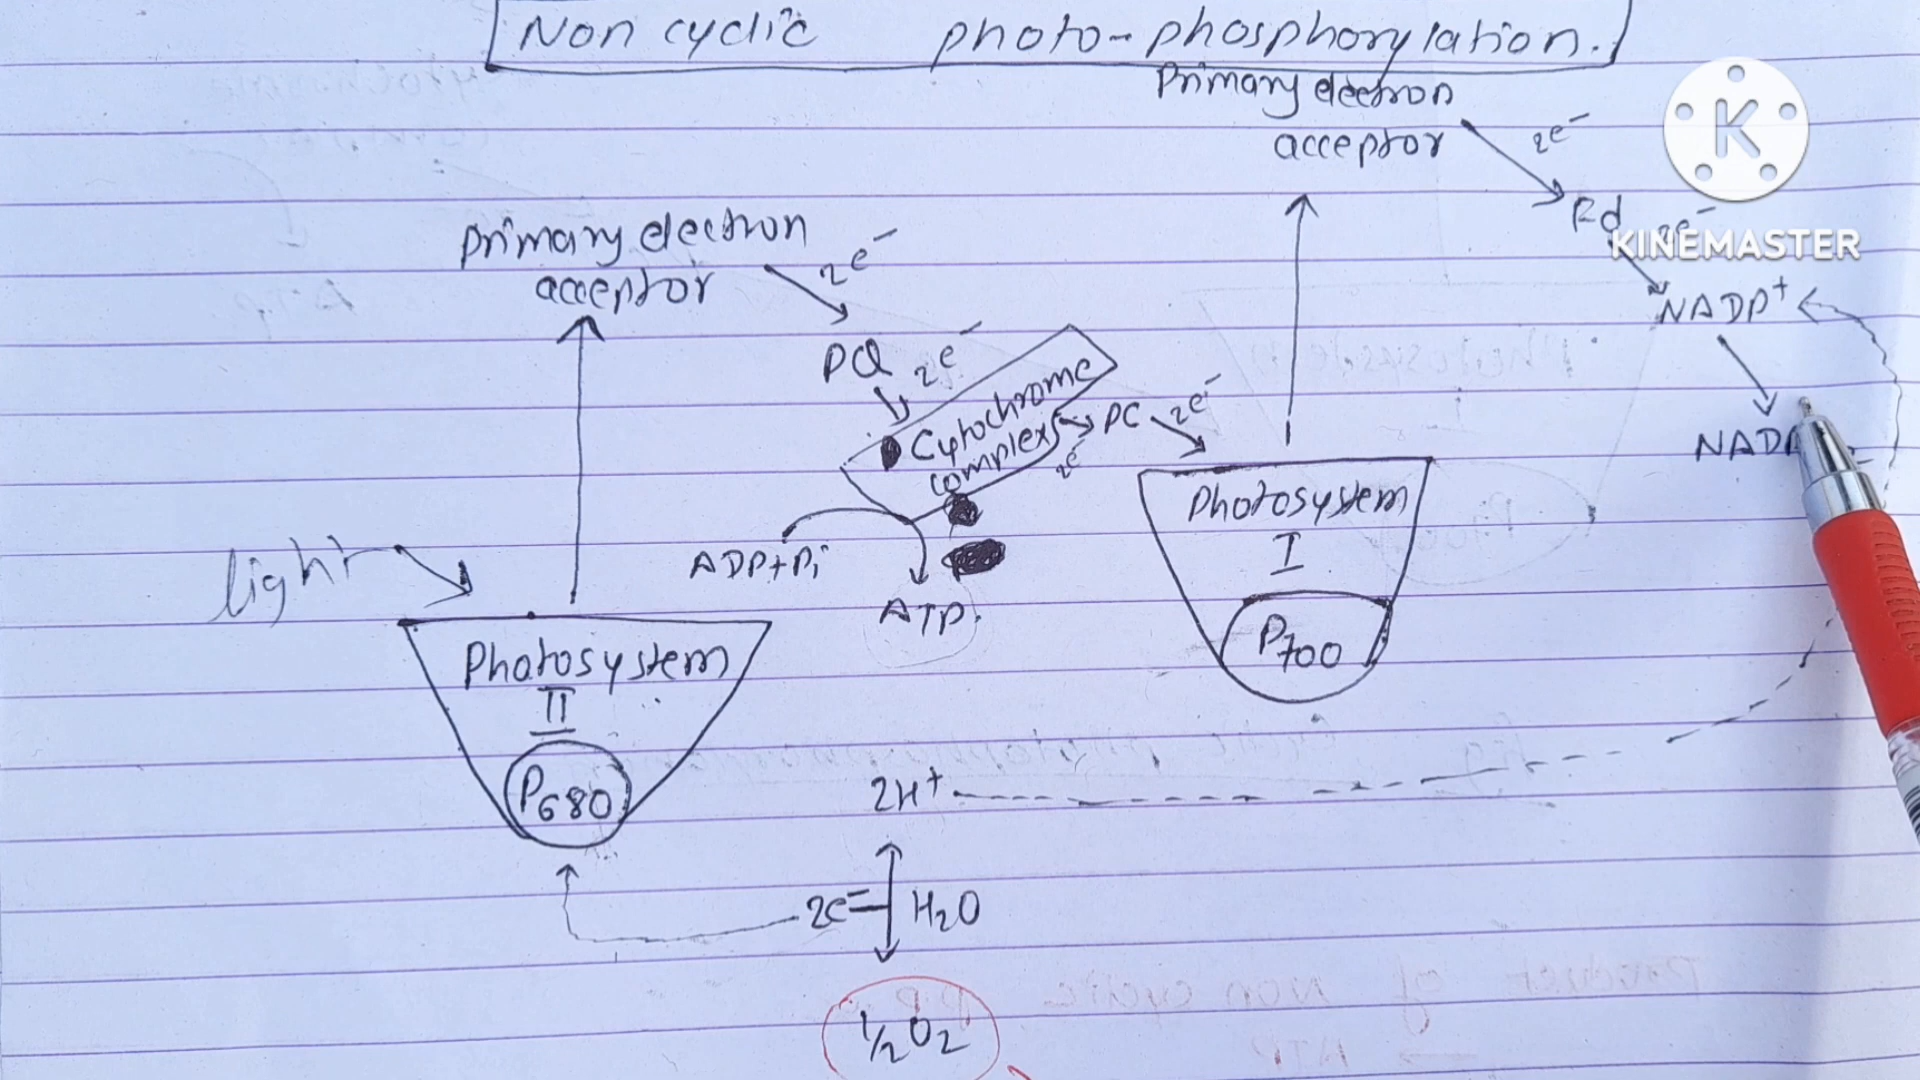 Non cyclic photo-phosphorylation.
Primary electron
acceptor
2e⁻
Fd
2e⁻
KINEMASTER
NADP⁺
primary electron
acceptor
2e⁻
PQ
2e⁻
Cytochrome
complex
2e⁻
PC
2e⁻
Photosystem
I
P700
ADP+Pi
ATP.
light
Photosystem
II
P680
2H⁺
2e⁻
H₂O
½O₂